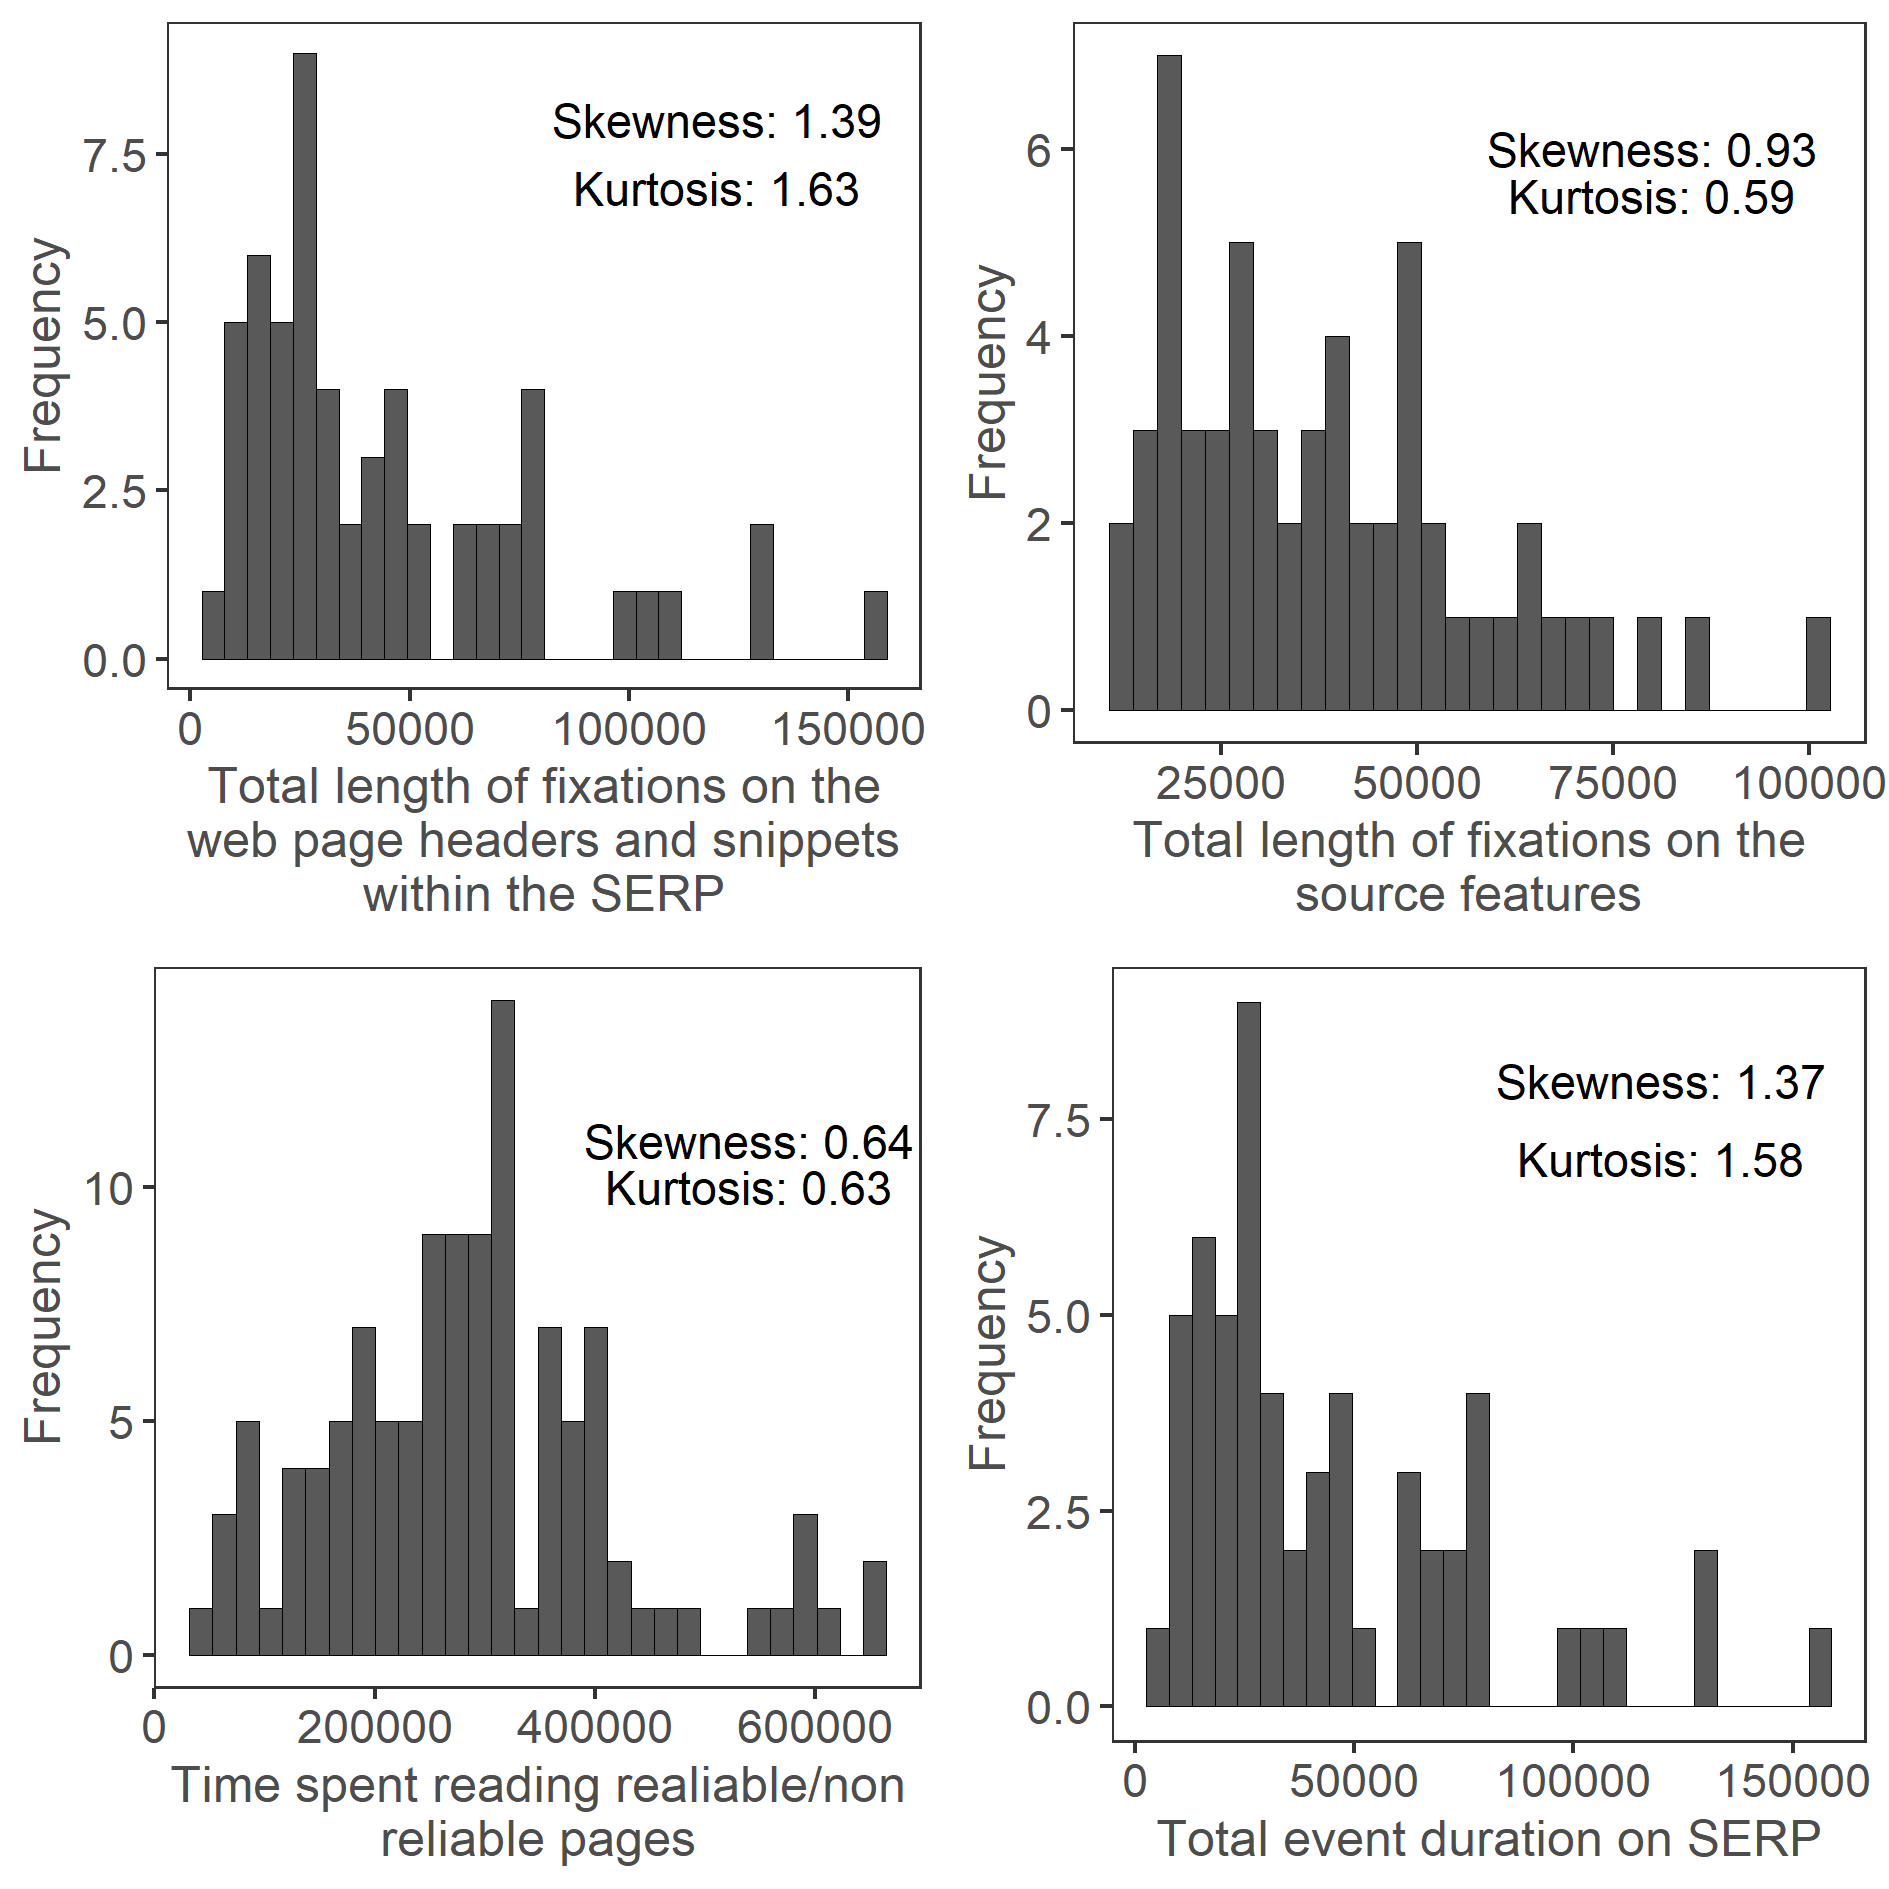 Skewness: 1.39
Kurtosis: 1.63
Frequency
7.5
5.0
2.5
0.0
0 50000 100000 150000
Total length of fixations on the
web page headers and snippets
within the SERP
Skewness: 0.93
Kurtosis: 0.59
Frequency
6
4
2
0
25000 50000 75000 100000
Total length of fixations on the
source features
Skewness: 0.64
Kurtosis: 0.63
Frequency
10
5
0
0 200000 400000 600000
Time spent reading realiable/non
reliable pages
Skewness: 1.37
Kurtosis: 1.58
Frequency
7.5
5.0
2.5
0.0
0 50000 100000 150000
Total event duration on SERP